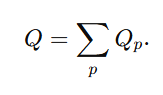 Q = \sum_{p} Q_p.